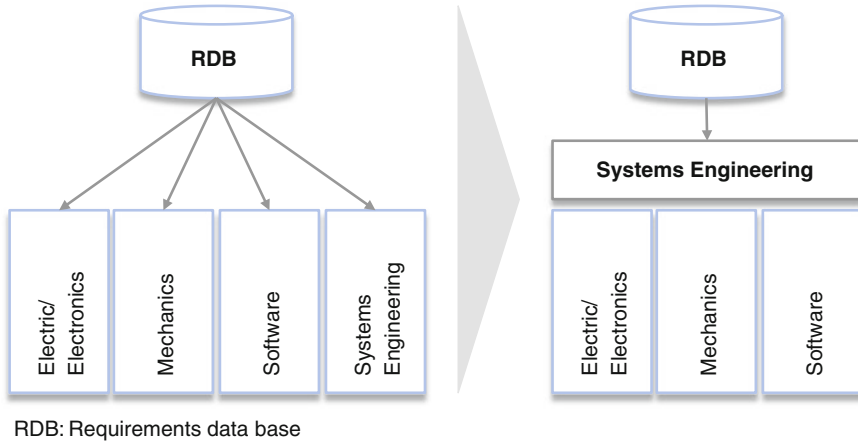 RDB
Electric/
Electronics
Mechanics
Software
Systems
Engineering
RDB: Requirements data base
RDB
Systems Engineering
Electric/
Electronics
Mechanics
Software